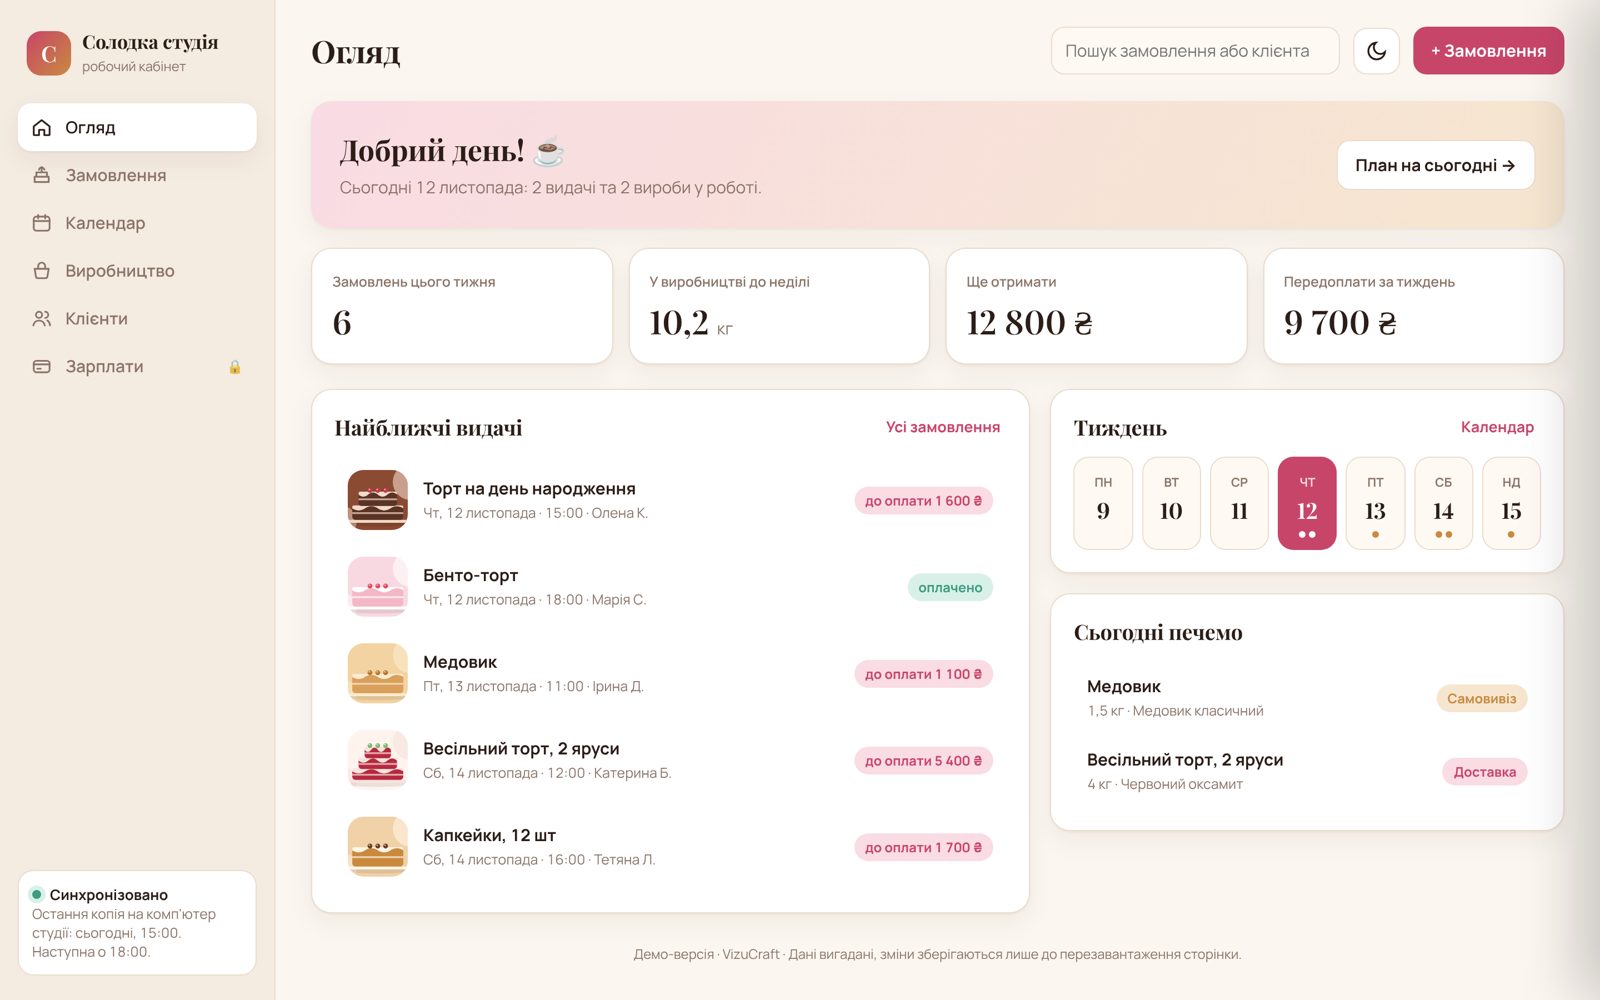 С
Солодка студія
робочий кабінет
Огляд
Замовлення
Календар
Виробництво
Клієнти
Зарплати
Синхронізовано
Остання копія на комп'ютер
студії: сьогодні, 15:00.
Наступна о 18:00.
Огляд
Пошук замовлення або клієнта
+ Замовлення
Добрий день!
Сьогодні 12 листопада: 2 видачі та 2 вироби у роботі.
План на сьогодні →
Замовлень цього тижня
6
У виробництві до неділі
10,2 кг
Ще отримати
12 800 ₴
Передоплати за тиждень
9 700 ₴
Найближчі видачі
Усі замовлення
Торт на день народження
Чт, 12 листопада · 15:00 · Олена К.
до оплати 1 600 ₴
Бенто-торт
Чт, 12 листопада · 18:00 · Марія С.
оплачено
Медовик
Пт, 13 листопада · 11:00 · Ірина Д.
до оплати 1 100 ₴
Весільний торт, 2 яруси
Сб, 14 листопада · 12:00 · Катерина Б.
до оплати 5 400 ₴
Капкейки, 12 шт
Сб, 14 листопада · 16:00 · Тетяна Л.
до оплати 1 700 ₴
Тиждень
Календар
ПН ВТ СР ЧТ ПТ СБ НД
9 10 11 12 13 14 15
Сьогодні печемо
Медовик
1,5 кг · Медовик класичний
Самовивіз
Весільний торт, 2 яруси
4 кг · Червоний оксамит
Доставка
Демо-версія · VizuCraft · Дані вигадані, зміни зберігаються лише до перезавантаження сторінки.